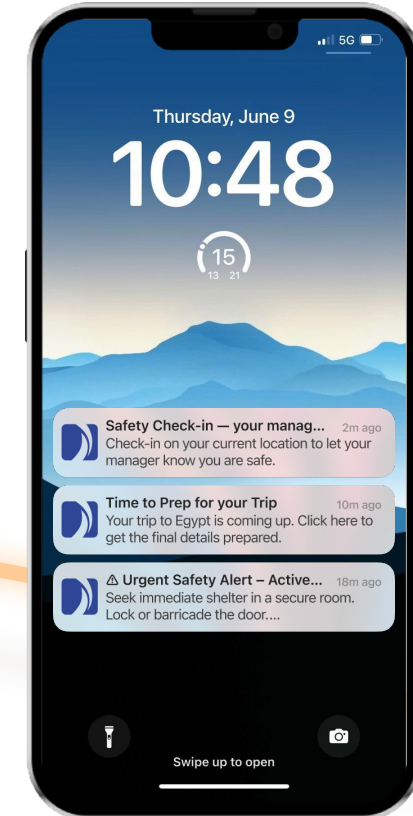 5G
Thursday, June 9
10:48
15
13 21
Safety Check-in — your manag... 2m ago
Check-in on your current location to let your
manager know you are safe.
Time to Prep for your Trip 10m ago
Your trip to Egypt is coming up. Click here to
get the final details prepared.
⚠ Urgent Safety Alert – Active... 18m ago
Seek immediate shelter in a secure room.
Lock or barricade the door....
Swipe up to open